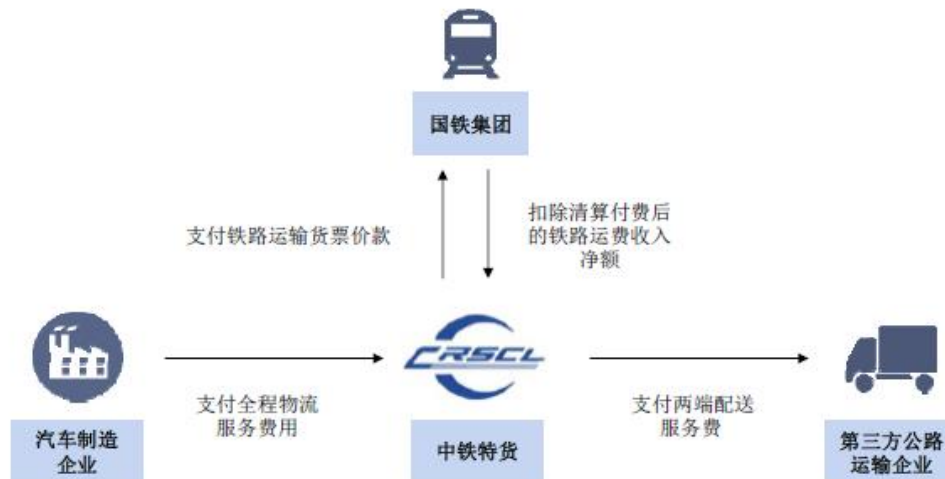 国铁集团
支付铁路运输货票价款
扣除清算付费后
的铁路运费收入
净额
CRSCL
支付全程物流
服务费用
支付两端配送
服务费
汽车制造
企业
中铁特货
第三方公路
运输企业